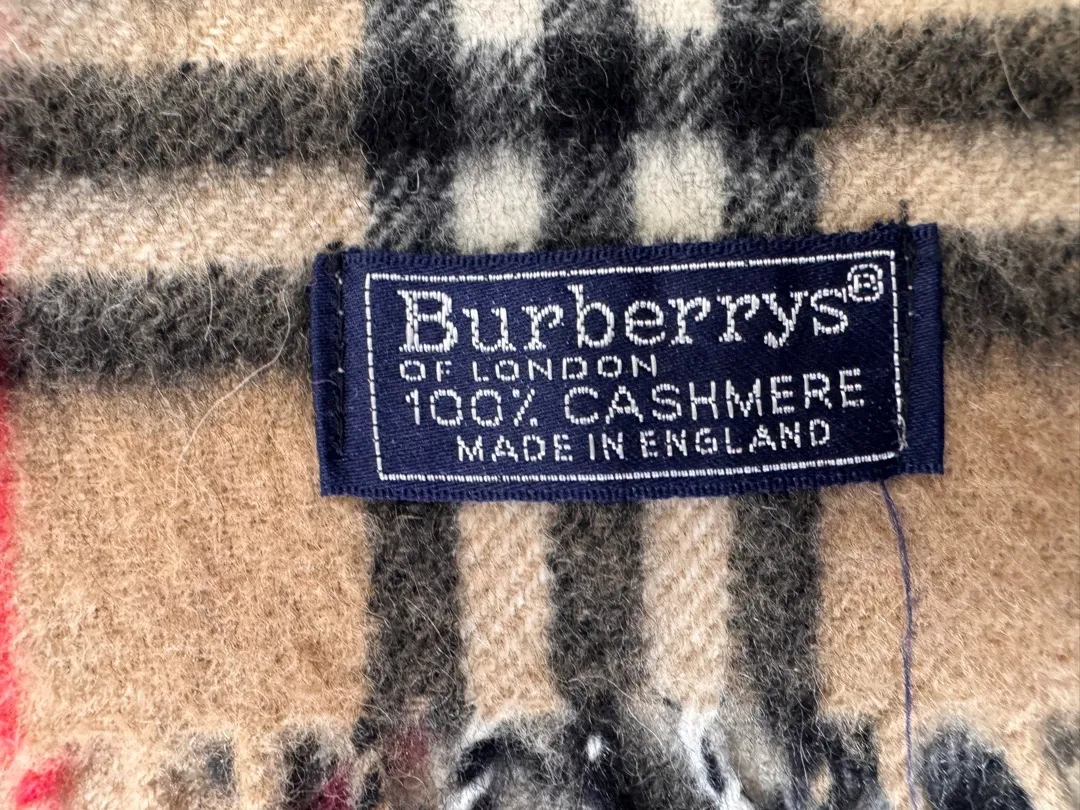 Burberrys®
OF LONDON
100% CASHMERE
MADE IN ENGLAND